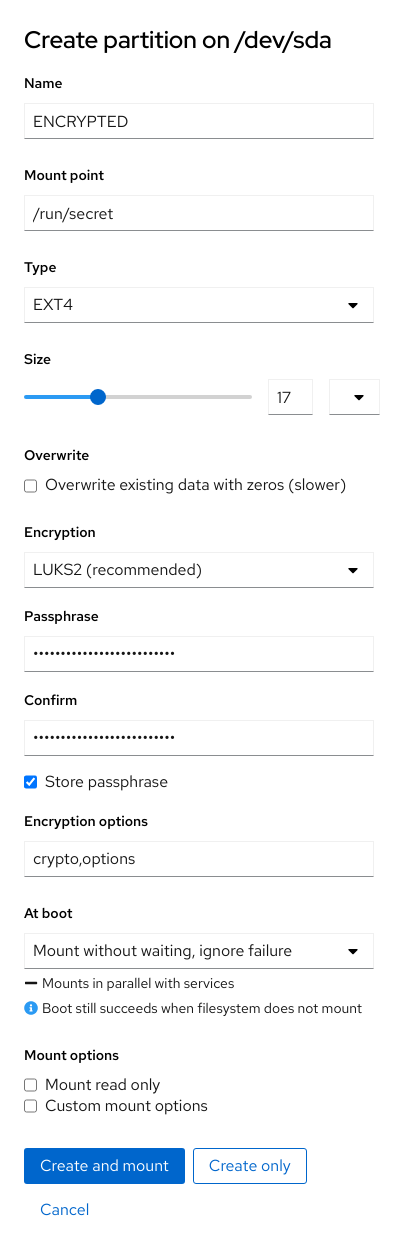 Create partition on /dev/sda
Name
ENCRYPTED
Mount point
/run/secret
Type
EXT4
Size
17
Overwrite
Overwrite existing data with zeros (slower)
Encryption
LUKS2 (recommended)
Passphrase
••••••••••••••••••••••••••
Confirm
••••••••••••••••••••••••••
Store passphrase
Encryption options
crypto,options
At boot
Mount without waiting, ignore failure
Mounts in parallel with services
Boot still succeeds when filesystem does not mount
Mount options
Mount read only
Custom mount options
Create and mount Create only
Cancel